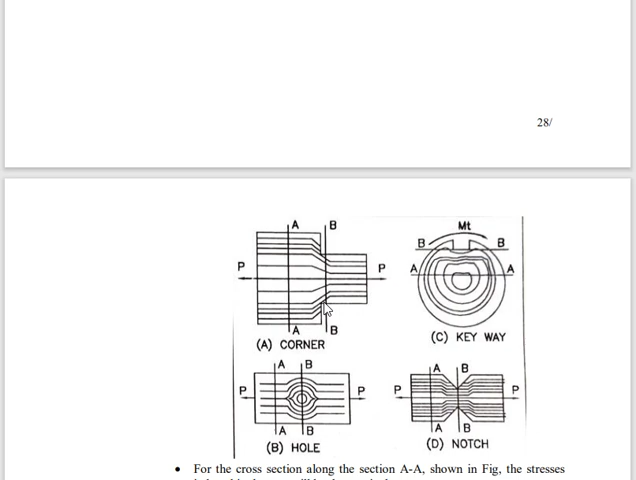 28/
A B
P P
A B
(A) CORNER
Mt
B B
A A
(C) KEY WAY
A B
P P
A B
(B) HOLE
A B
P P
A B
(D) NOTCH
• For the cross section along the section A-A, shown in Fig, the stresses